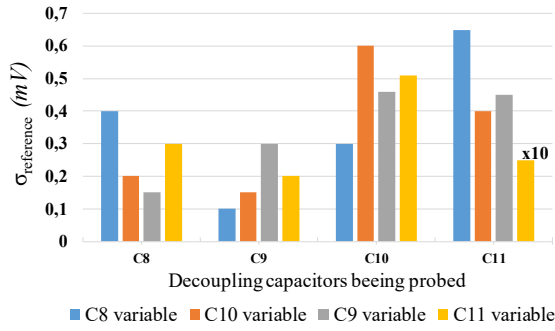 0,7
0,6
0,5
0,4
0,3
0,2
0,1
0
σreference (mV)
x10
C8 C9 C10 C11
Decoupling capacitors beeing probed
C8 variable C10 variable C9 variable C11 variable